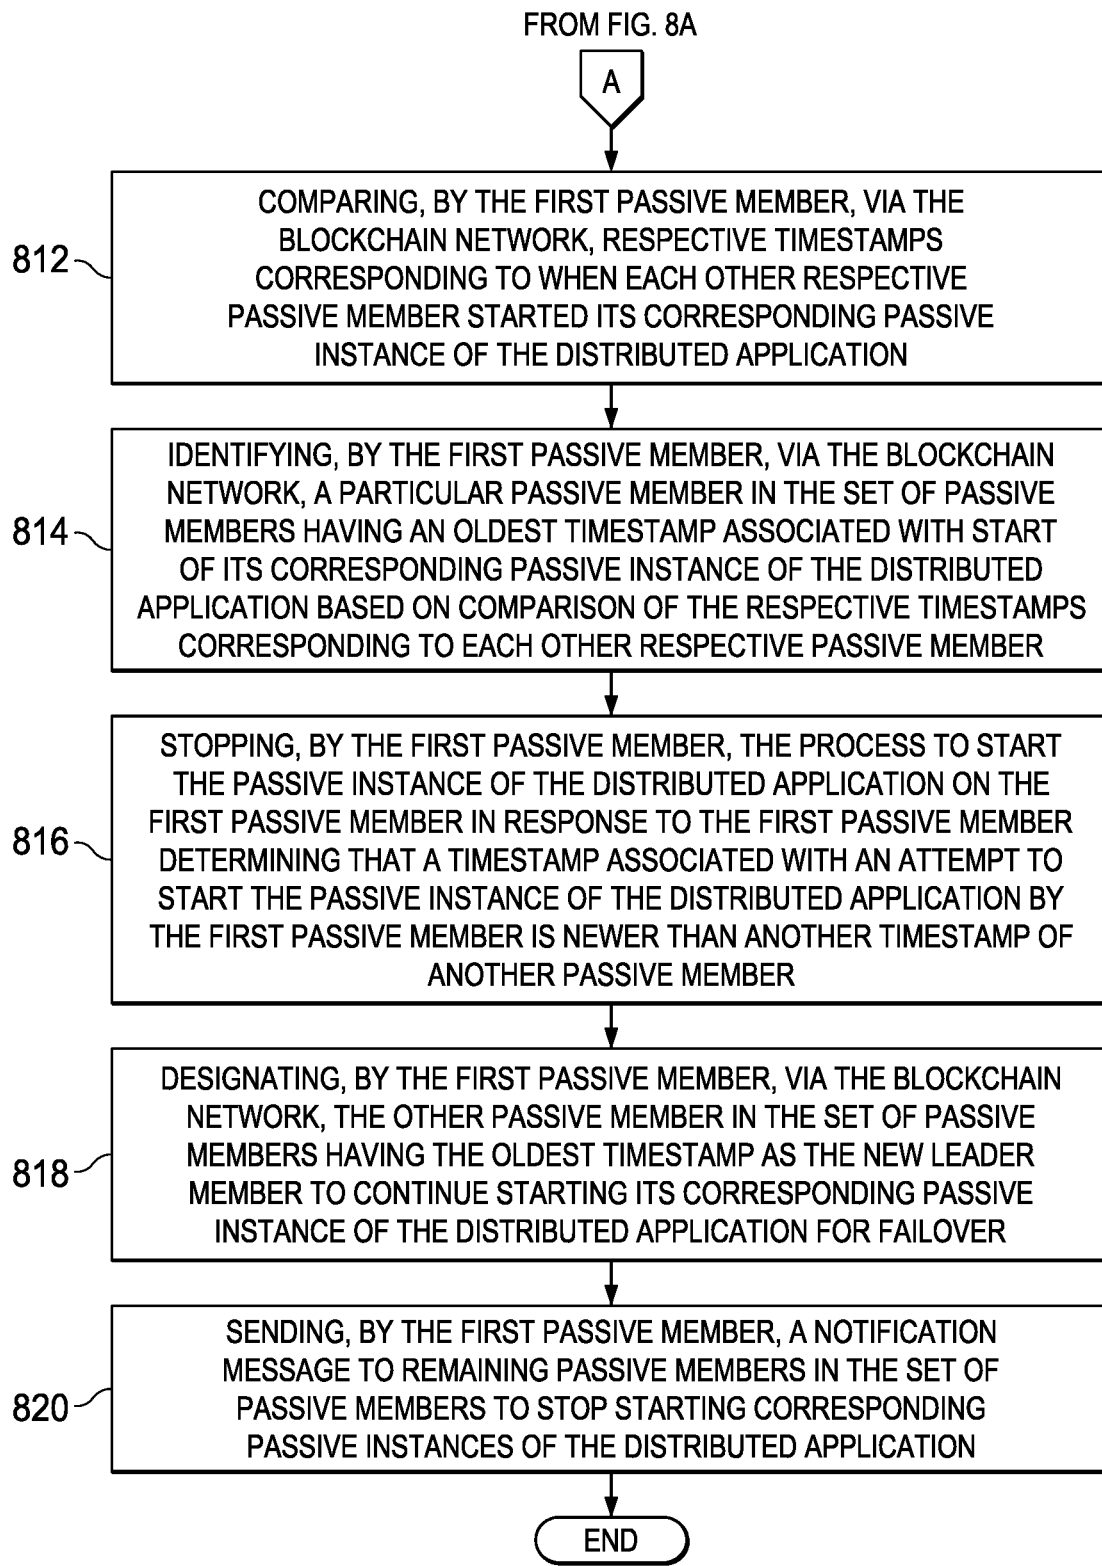 FROM FIG. 8A
A
812
COMPARING, BY THE FIRST PASSIVE MEMBER, VIA THE
BLOCKCHAIN NETWORK, RESPECTIVE TIMESTAMPS
CORRESPONDING TO WHEN EACH OTHER RESPECTIVE
PASSIVE MEMBER STARTED ITS CORRESPONDING PASSIVE
INSTANCE OF THE DISTRIBUTED APPLICATION
814
IDENTIFYING, BY THE FIRST PASSIVE MEMBER, VIA THE BLOCKCHAIN
NETWORK, A PARTICULAR PASSIVE MEMBER IN THE SET OF PASSIVE
MEMBERS HAVING AN OLDEST TIMESTAMP ASSOCIATED WITH START
OF ITS CORRESPONDING PASSIVE INSTANCE OF THE DISTRIBUTED
APPLICATION BASED ON COMPARISON OF THE RESPECTIVE TIMESTAMPS
CORRESPONDING TO EACH OTHER RESPECTIVE PASSIVE MEMBER
816
STOPPING, BY THE FIRST PASSIVE MEMBER, THE PROCESS TO START
THE PASSIVE INSTANCE OF THE DISTRIBUTED APPLICATION ON THE
FIRST PASSIVE MEMBER IN RESPONSE TO THE FIRST PASSIVE MEMBER
DETERMINING THAT A TIMESTAMP ASSOCIATED WITH AN ATTEMPT TO
START THE PASSIVE INSTANCE OF THE DISTRIBUTED APPLICATION BY
THE FIRST PASSIVE MEMBER IS NEWER THAN ANOTHER TIMESTAMP OF
ANOTHER PASSIVE MEMBER
818
DESIGNATING, BY THE FIRST PASSIVE MEMBER, VIA THE BLOCKCHAIN
NETWORK, THE OTHER PASSIVE MEMBER IN THE SET OF PASSIVE
MEMBERS HAVING THE OLDEST TIMESTAMP AS THE NEW LEADER
MEMBER TO CONTINUE STARTING ITS CORRESPONDING PASSIVE
INSTANCE OF THE DISTRIBUTED APPLICATION FOR FAILOVER
820
SENDING, BY THE FIRST PASSIVE MEMBER, A NOTIFICATION
MESSAGE TO REMAINING PASSIVE MEMBERS IN THE SET OF
PASSIVE MEMBERS TO STOP STARTING CORRESPONDING
PASSIVE INSTANCES OF THE DISTRIBUTED APPLICATION
END